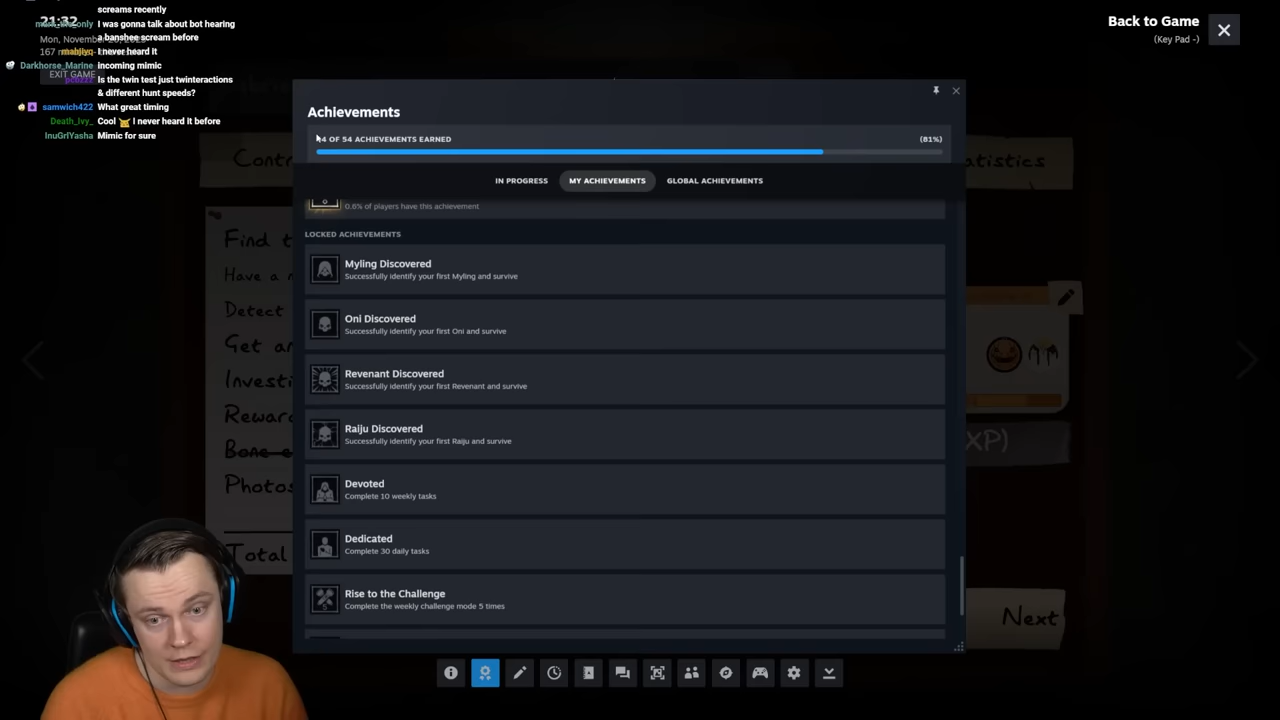 screams recently
21:32
mark_the_only I was gonna talk about bot hearing
a banshee scream before
Mon, November
167
I never heard it
Darkhorse_Marine incoming mimic
EXIT GAME
Is the twin test just twinteractions
& different hunt speeds?
samwich422 What great timing
Death_Ivy_ Cool I never heard it before
InuGrlYasha Mimic for sure
Back to Game
(Key Pad -)
Achievements
44 OF 54 ACHIEVEMENTS EARNED
(81%)
IN PROGRESS
MY ACHIEVEMENTS
GLOBAL ACHIEVEMENTS
0.6% of players have this achievement
LOCKED ACHIEVEMENTS
Myling Discovered
Successfully identify your first Myling and survive
Oni Discovered
Successfully identify your first Oni and survive
Revenant Discovered
Successfully identify your first Revenant and survive
Raiju Discovered
Successfully identify your first Raiju and survive
Devoted
Complete 10 weekly tasks
Dedicated
Complete 30 daily tasks
Rise to the Challenge
Complete the weekly challenge mode 5 times
Contr
atistics
Find t
Have a
Detect
Get an
Investi
Rewar
Bone
Photos
Total
XP)
Next